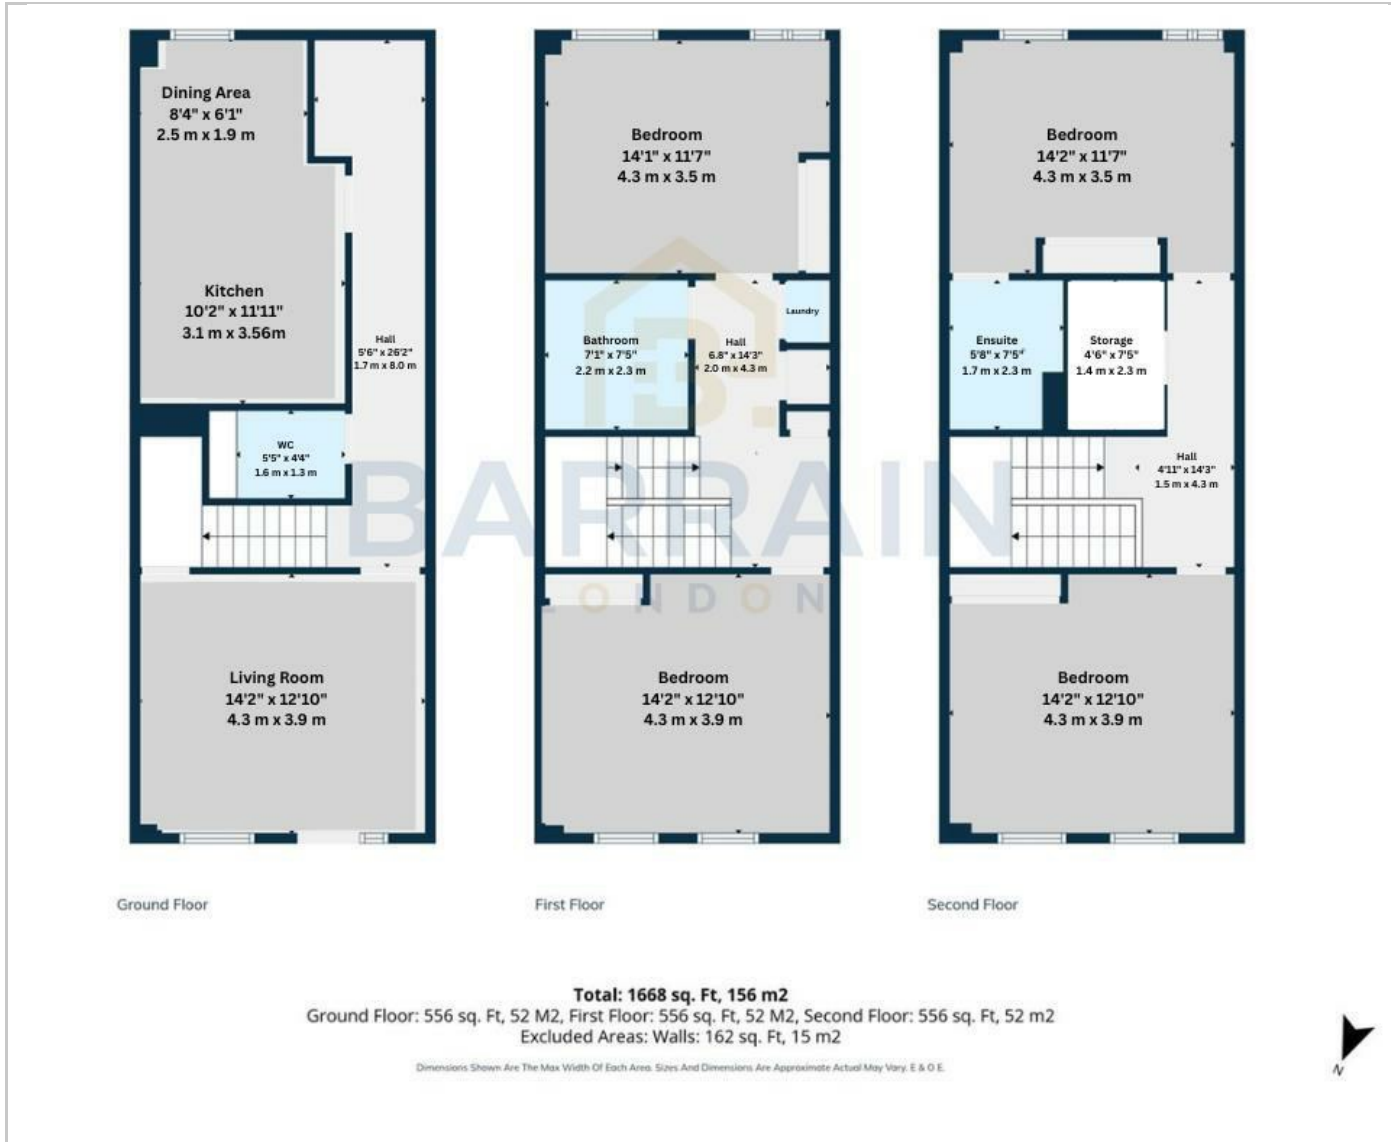 Dining Area
8'4" x 6'1"
2.5 m x 1.9 m
Kitchen
10'2" x 11'11"
3.1 m x 3.56m
Hall
5'6" x 26'2"
1.7 m x 8.0 m
WC
5'5" x 4'4"
1.6 m x 1.3 m
Living Room
14'2" x 12'10"
4.3 m x 3.9 m
Ground Floor
Bedroom
14'1" x 11'7"
4.3 m x 3.5 m
Bathroom
7'1" x 7'5"
2.2 m x 2.3 m
Hall
6.8" x 14'3"
2.0 m x 4.3 m
Laundry
Bedroom
14'2" x 12'10"
4.3 m x 3.9 m
First Floor
Bedroom
14'2" x 11'7"
4.3 m x 3.5 m
Ensuite
5'8" x 7'5"
1.7 m x 2.3 m
Storage
4'6" x 7'5"
1.4 m x 2.3 m
Hall
4'11" x 14'3"
1.5 m x 4.3 m
Bedroom
14'2" x 12'10"
4.3 m x 3.9 m
Second Floor
B.
BARRAIN
LONDON
Total: 1668 sq. Ft, 156 m2
Ground Floor: 556 sq. Ft, 52 M2, First Floor: 556 sq. Ft, 52 M2, Second Floor: 556 sq. Ft, 52 m2
Excluded Areas: Walls: 162 sq. Ft, 15 m2
Dimensions Shown Are The Max Width Of Each Area. Sizes And Dimensions Are Approximate Actual May Vary. E & O E.
N